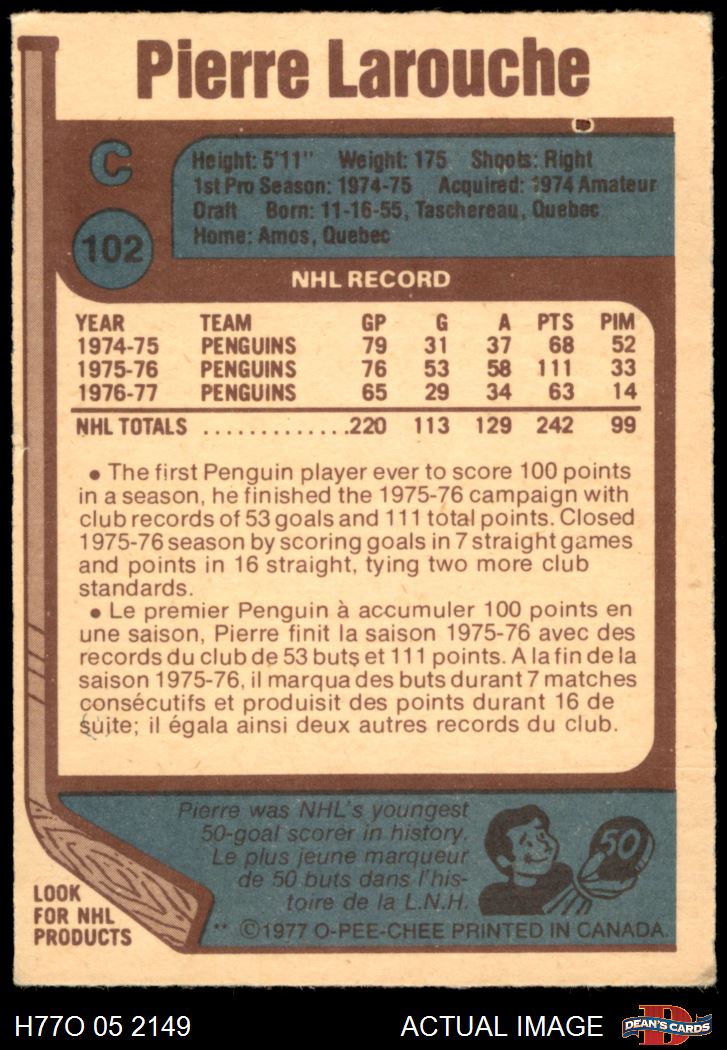 Pierre Larouche
C
Height: 5'11" Weight: 175 Shoots: Right
1st Pro Season: 1974-75 Acquired: 1974 Amateur
Draft Born: 11-16-55, Taschereau, Quebec
Home: Amos, Quebec
102
NHL RECORD
YEAR TEAM GP G A PTS PIM
1974-75 PENGUINS 79 31 37 68 52
1975-76 PENGUINS 76 53 58 111 33
1976-77 PENGUINS 65 29 34 63 14
NHL TOTALS .............220 113 129 242 99
• The first Penguin player ever to score 100 points
in a season, he finished the 1975-76 campaign with
club records of 53 goals and 111 total points. Closed
1975-76 season by scoring goals in 7 straight games
and points in 16 straight, tying two more club
standards.
• Le premier Penguin à accumuler 100 points en
une saison, Pierre finit la saison 1975-76 avec des
records du club de 53 buts et 111 points. A la fin de la
saison 1975-76, il marqua des buts durant 7 matches
consécutifs et produisit des points durant 16 de
suite; il égala ainsi deux autres records du club.
Pierre was NHL's youngest
50-goal scorer in history.
Le plus jeune marqueur
de 50 buts dans l'his-
toire de la L.N.H.
50
LOOK
FOR NHL
PRODUCTS
** ©1977 O-PEE-CHEE PRINTED IN CANADA.
H77O 05 2149 ACTUAL IMAGE
D
DEAN'S CARDS